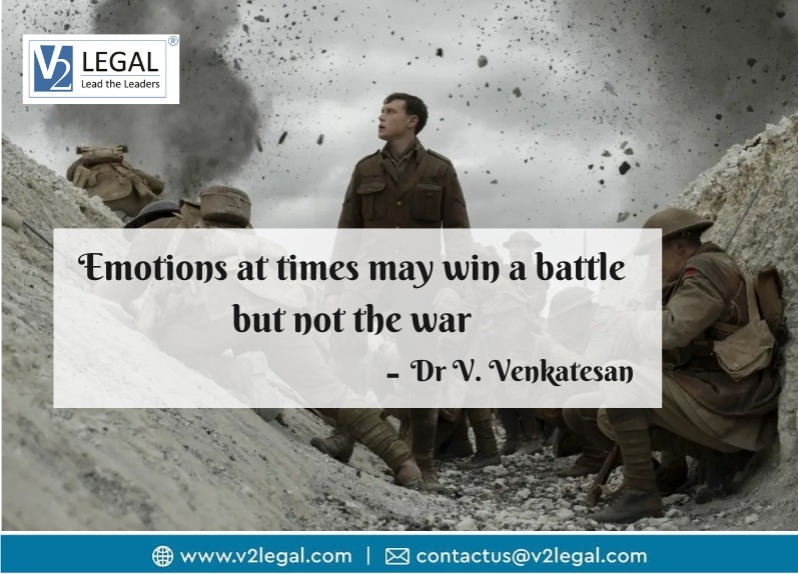 V2 LEGAL ®
Lead the Leaders
Emotions at times may win a battle
but not the war
- Dr V. Venkatesan
www.v2legal.com | contactus@v2legal.com